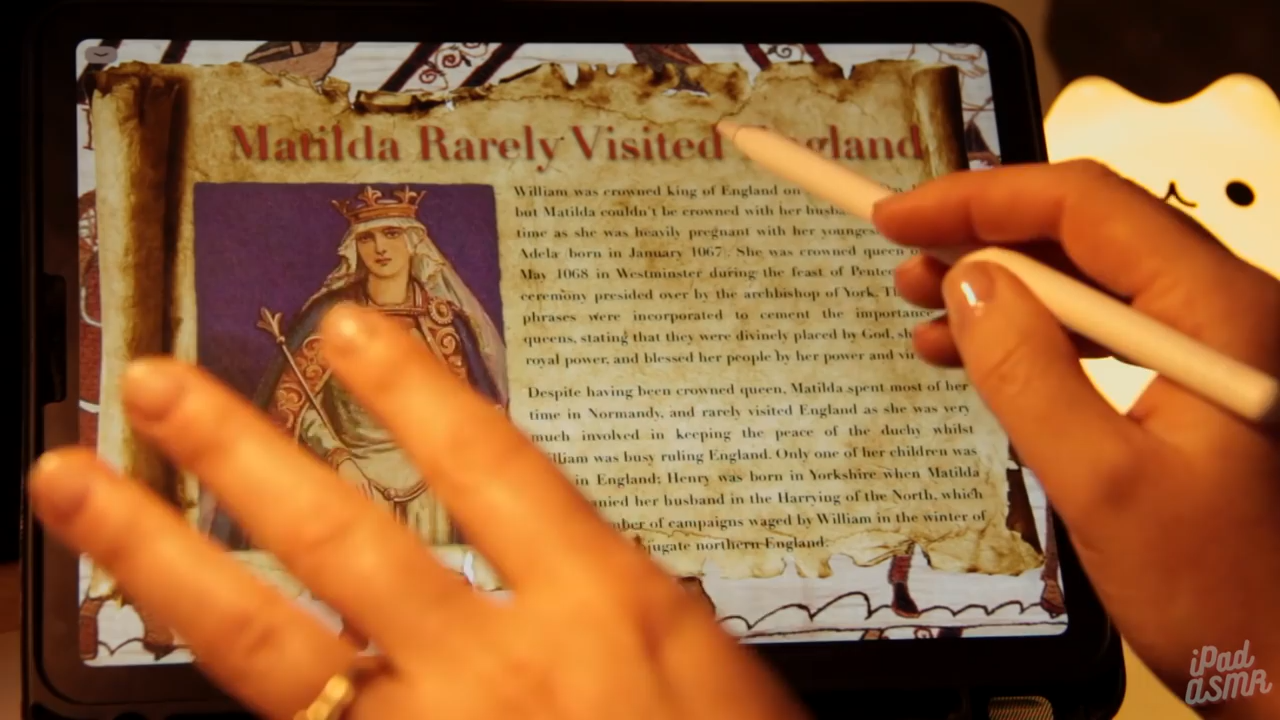 Matilda Rarely Visited England
William was crowned king of England on
but Matilda couldn't be crowned with her
time as she was heavily pregnant with her
Adela born in January 1067. She was crowned queen
May 1068 in Westminster during the feast of
ceremony presided over by the archbishop of York.
phrases were incorporated to cement the
queens, stating that they were divinely placed by God,
royal power, and blessed her people by her power and
Despite having been crowned queen, Matilda spent most of her
time in Normandy, and rarely visited England as she was very
much involved in keeping the peace of the duchy whilst
William was busy ruling England. Only one of her children was
in England; Henry was born in Yorkshire when Matilda
her husband in the Harrying of the North, which
of campaigns waged by William in the winter of
northern England.
iPad
ASMR